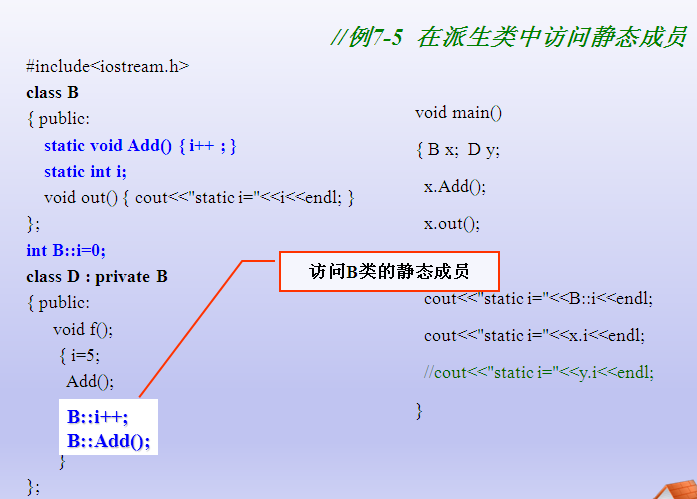 //例7-5 在派生类中访问静态成员
#include<iostream.h>
class B
{ public:
static void Add() { i++ ; }
static int i;
void out() { cout<<"static i="<<i<<endl; }
};
int B::i=0;
class D : private B
{ public:
void f();
{ i=5;
Add();
B::i++;
B::Add();
}
};
void main()
{ B x; D y;
x.Add();
x.out();
访问B类的静态成员
cout<<"static i="<<B::i<<endl;
cout<<"static i="<<x.i<<endl;
//cout<<"static i="<<y.i<<endl;
}